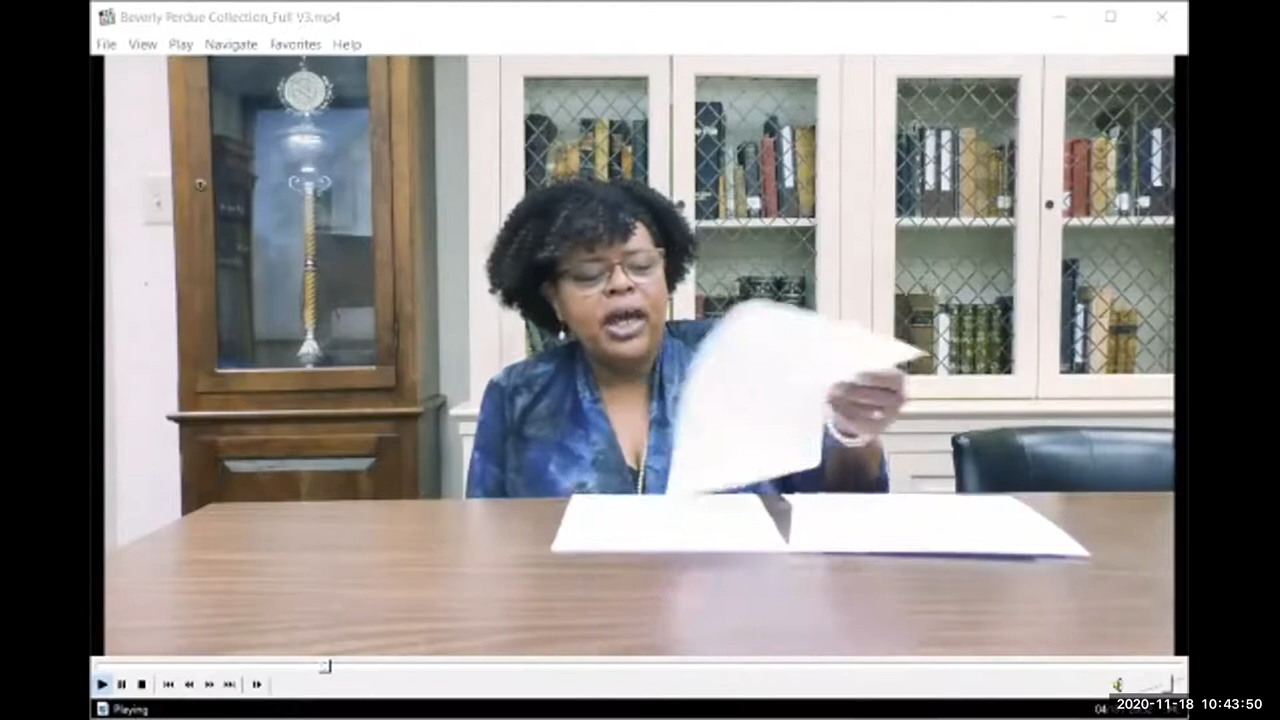 Beverly Perdue Collection_Full V3.mp4
File View Play Navigate Favorites Help
Playing
2020-11-18 10:43:50